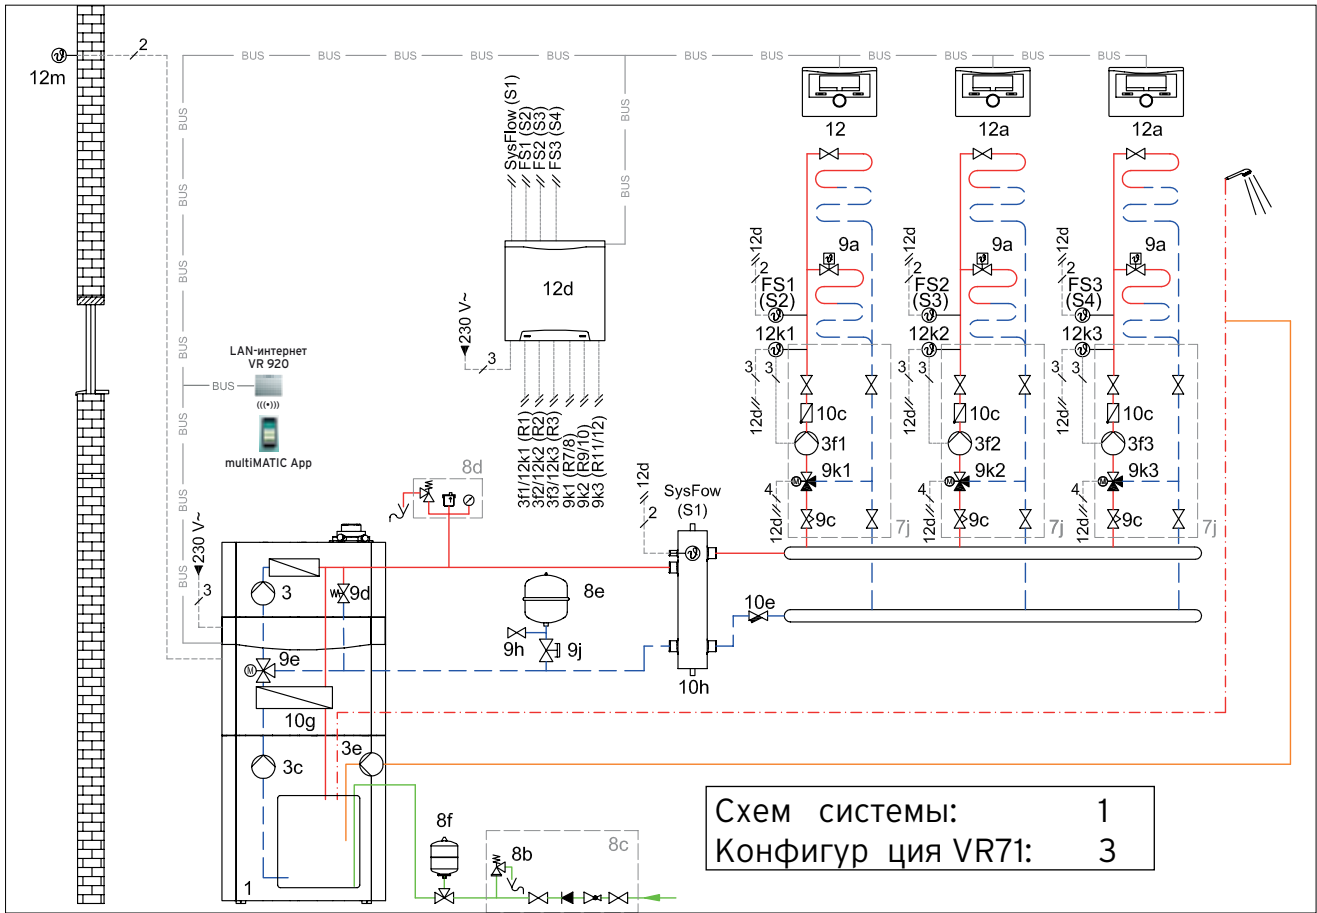 2
BUS BUS BUS BUS BUS BUS BUS BUS BUS BUS BUS BUS
12m
12
12a
12a
BUS
BUS
BUS
BUS
BUS
BUS
BUS
SysFlow (S1)
FS1 (S2)
FS2 (S3)
FS3 (S4)
12d
230 V~
3
3f1/12k1 (R1)
3f2/12k2 (R2)
3f3/12k3 (R3)
9k1 (R7/8)
9k2 (R9/10)
9k3 (R11/12)
LAN-интернет
VR 920
BUS
(((•)))
multiMATIC App
12d
2
9a
FS1
(S2)
12k1
3
3
12d
10c
3f1
9k1
M
4
12d
9c
7j
12d
2
9a
FS2
(S3)
12k2
3
3
12d
10c
3f2
9k2
M
4
12d
9c
7j
12d
2
9a
FS3
(S4)
12k3
3
3
12d
10c
3f3
9k3
M
4
12d
9c
7j
8d
12d
2
SysFow
(S1)
230 V~
3
3
9d
8e
10e
9h
9j
9e
M
10h
10g
3e
3c
1
8f
8b
8c
Схем системы: 1
Конфигур ция VR71: 3